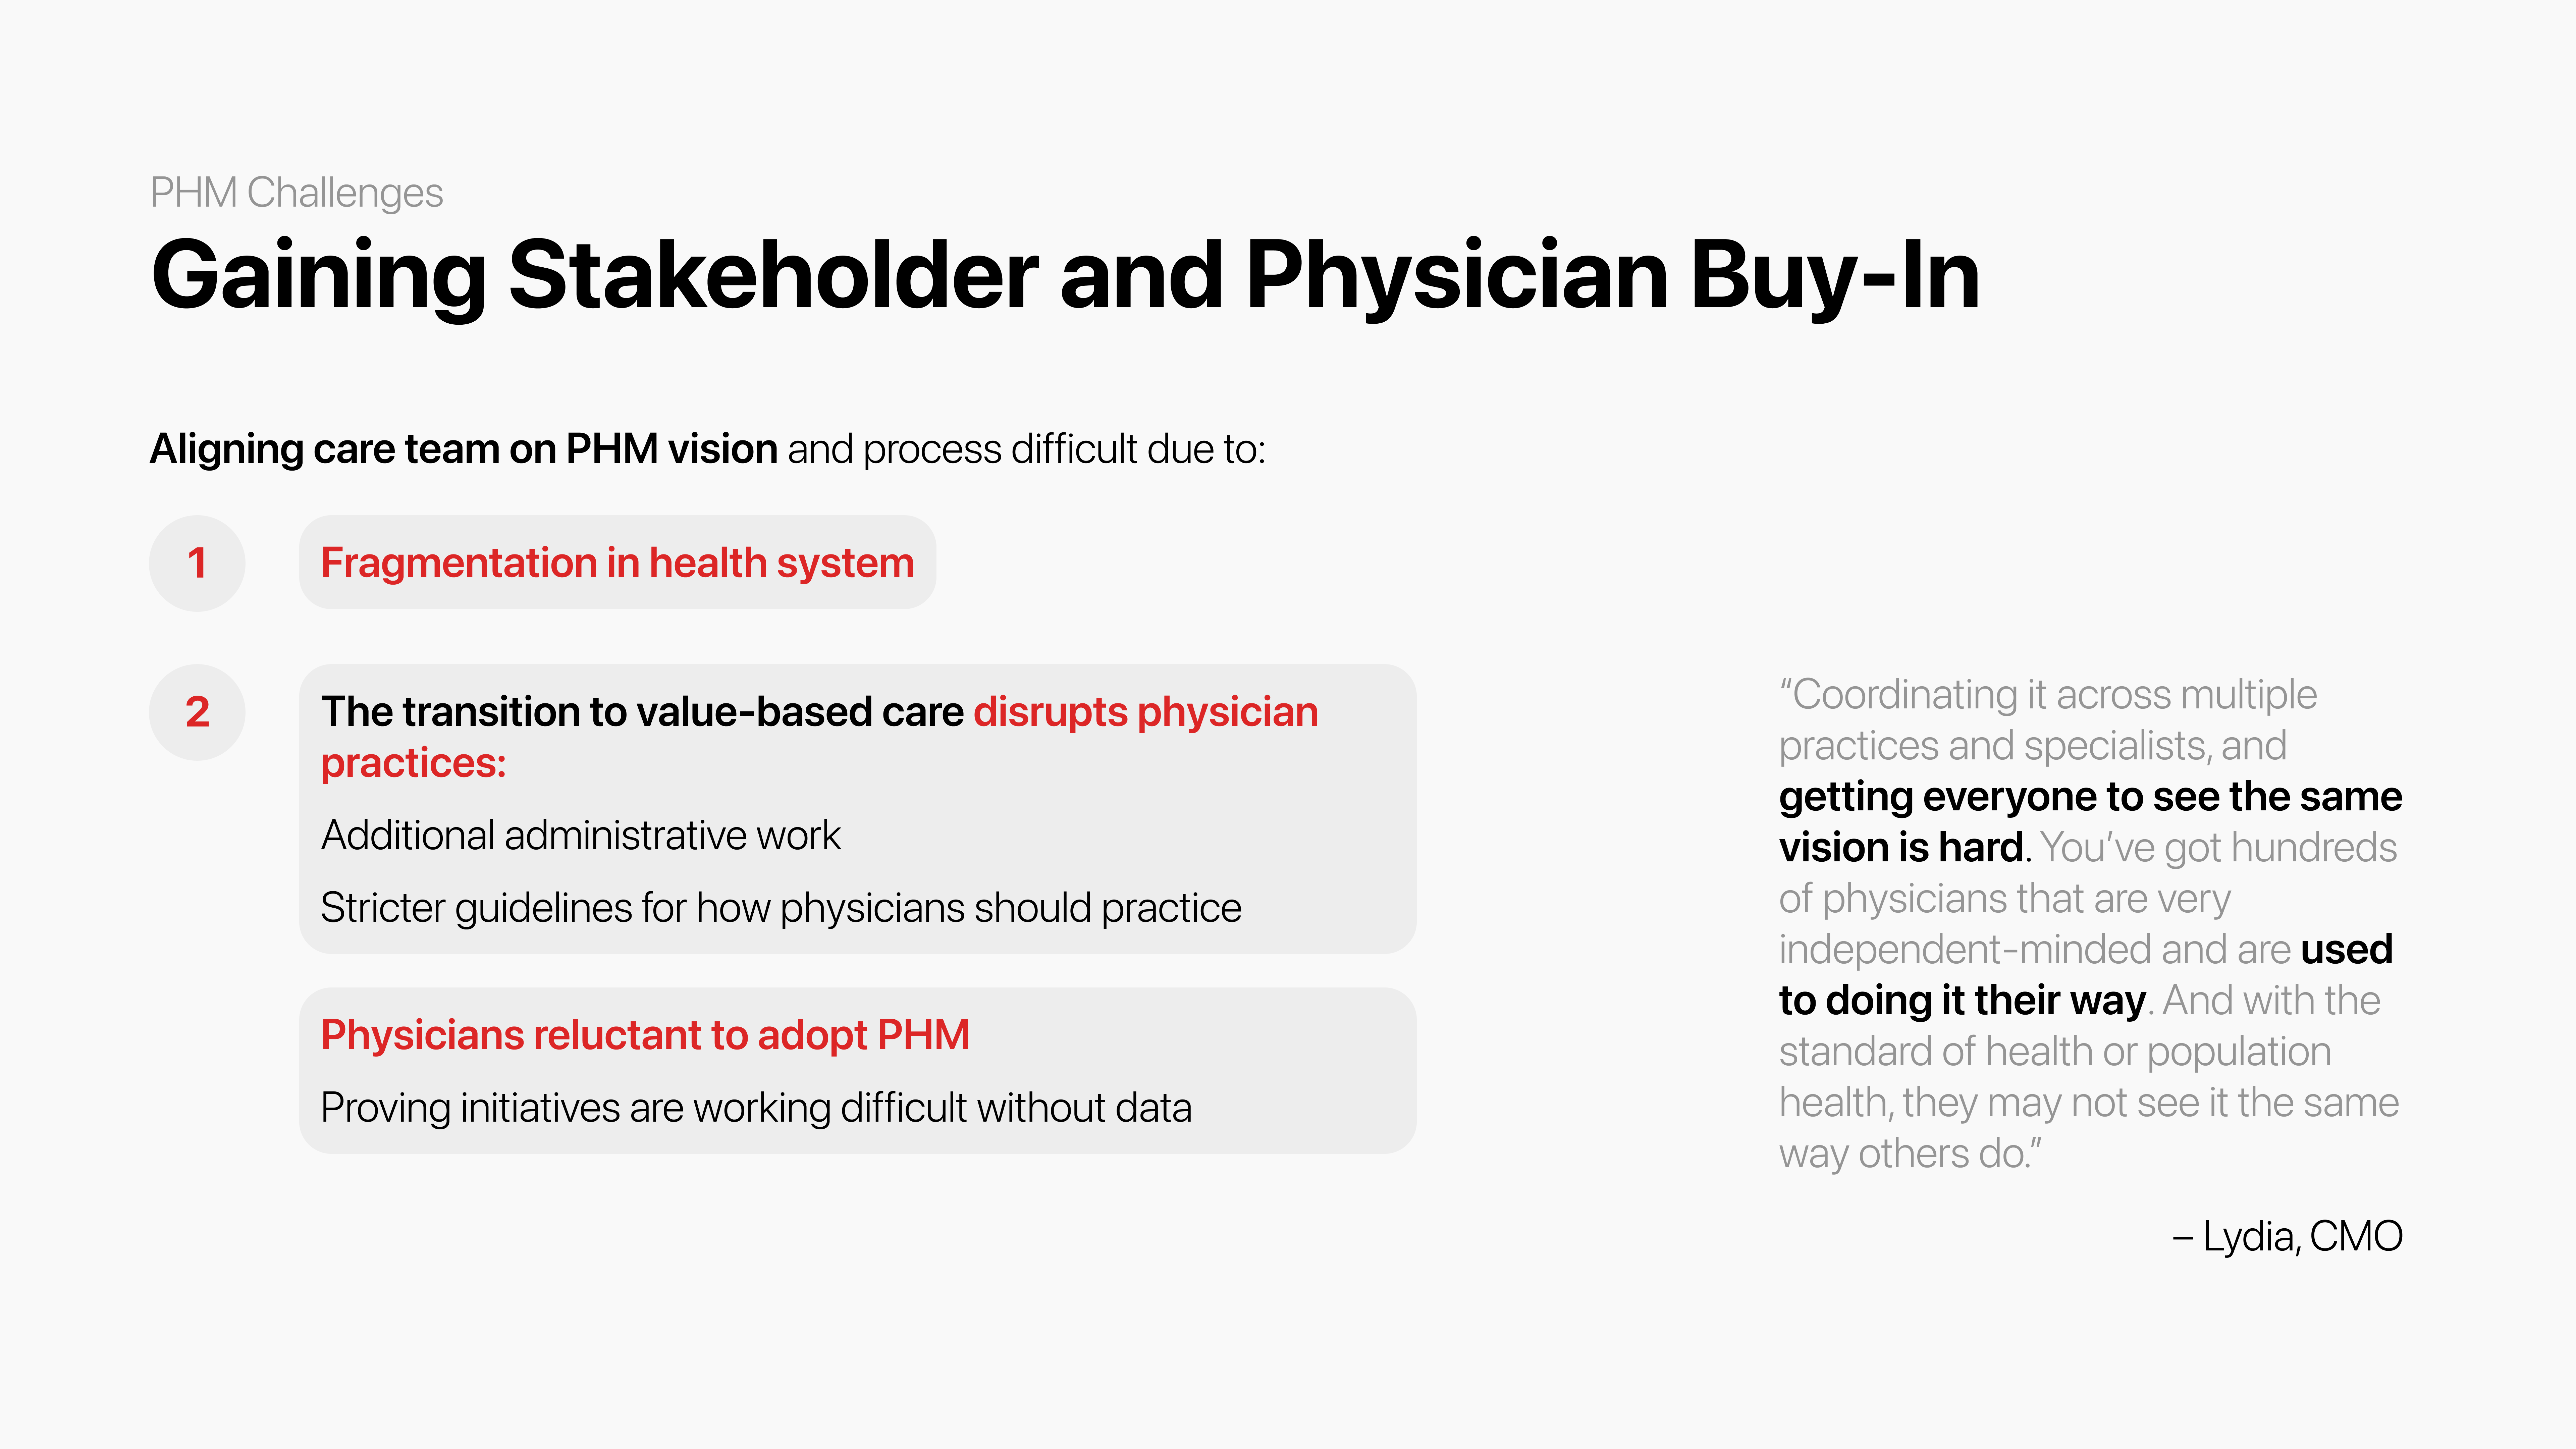 PHM Challenges
Gaining Stakeholder and Physician Buy-In
Aligning care team on PHM vision and process difficult due to:
1
Fragmentation in health system
2
The transition to value-based care disrupts physician
practices:
Additional administrative work
Stricter guidelines for how physicians should practice
Physicians reluctant to adopt PHM
Proving initiatives are working difficult without data
“Coordinating it across multiple
practices and specialists, and
getting everyone to see the same
vision is hard. You’ve got hundreds
of physicians that are very
independent-minded and are used
to doing it their way. And with the
standard of health or population
health, they may not see it the same
way others do.”
– Lydia, CMO